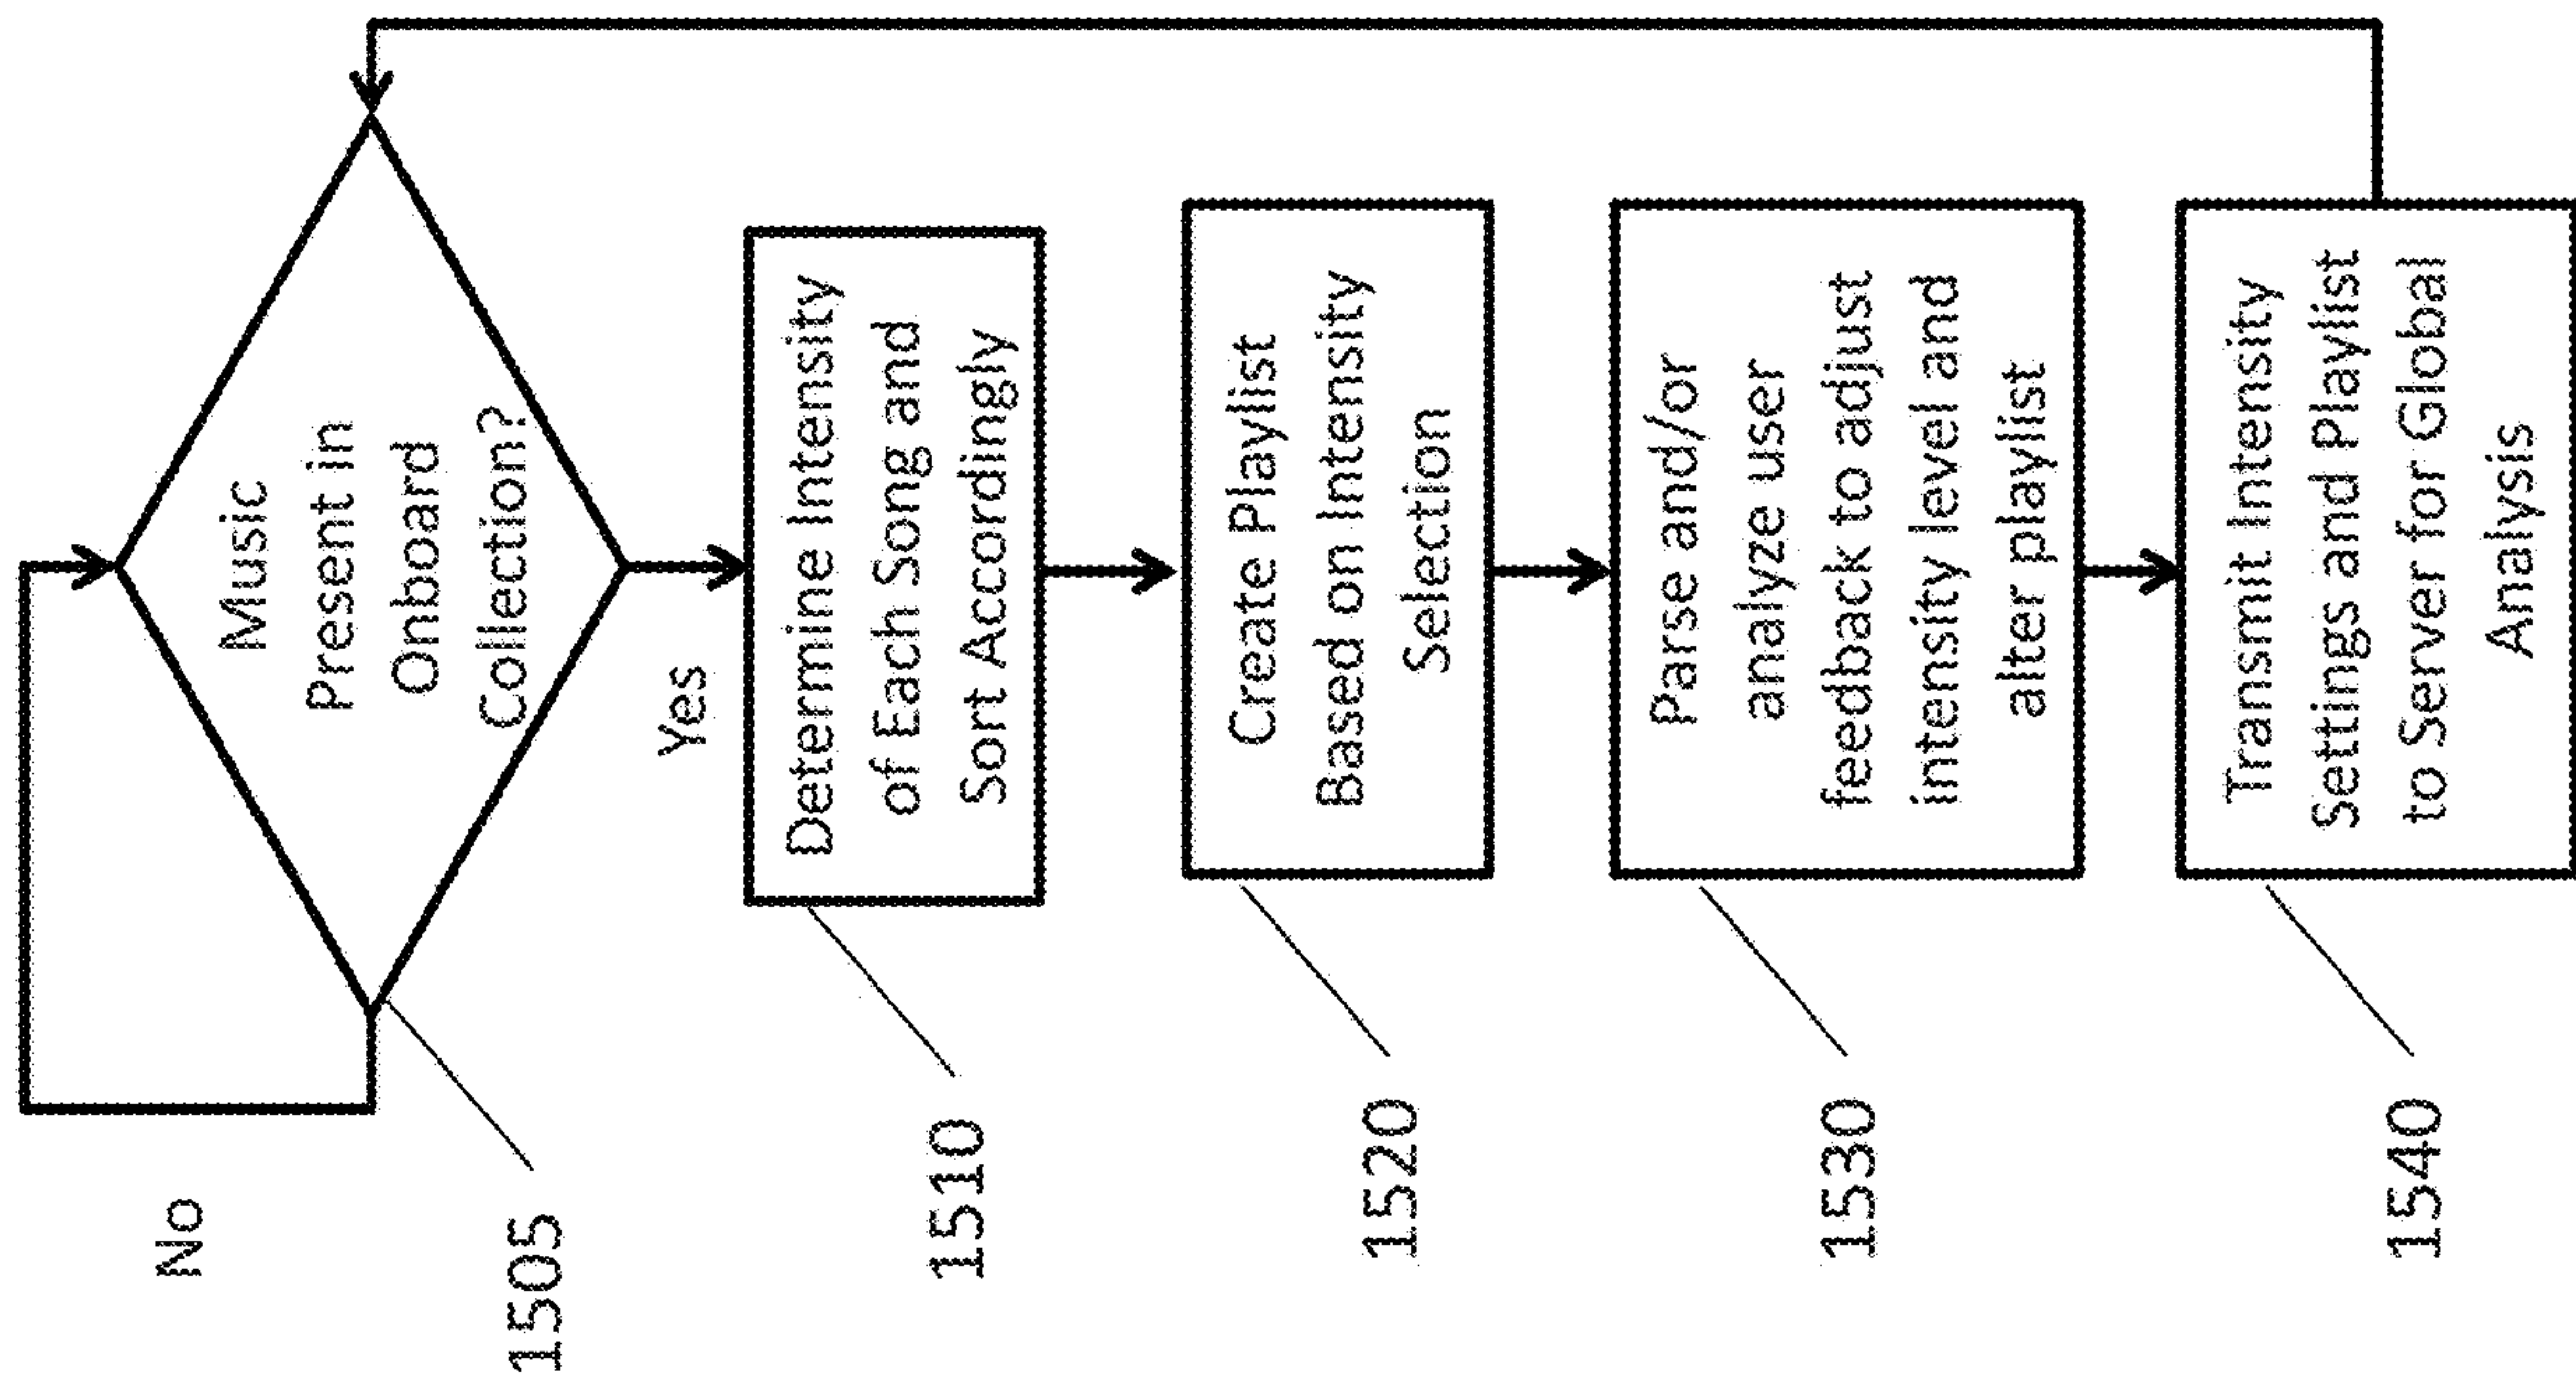 No
Music
Present in
Onboard
Collection?
1505
Yes
Determine Intensity
of Each Song and
Sort Accordingly
1510
Create Playlist
Based on Intensity
Selection
1520
Parse and/or
analyze user
feedback to adjust
intensity level and
alter playlist
1530
Transmit Intensity
Settings and Playlist
to Server for Global
Analysis
1540